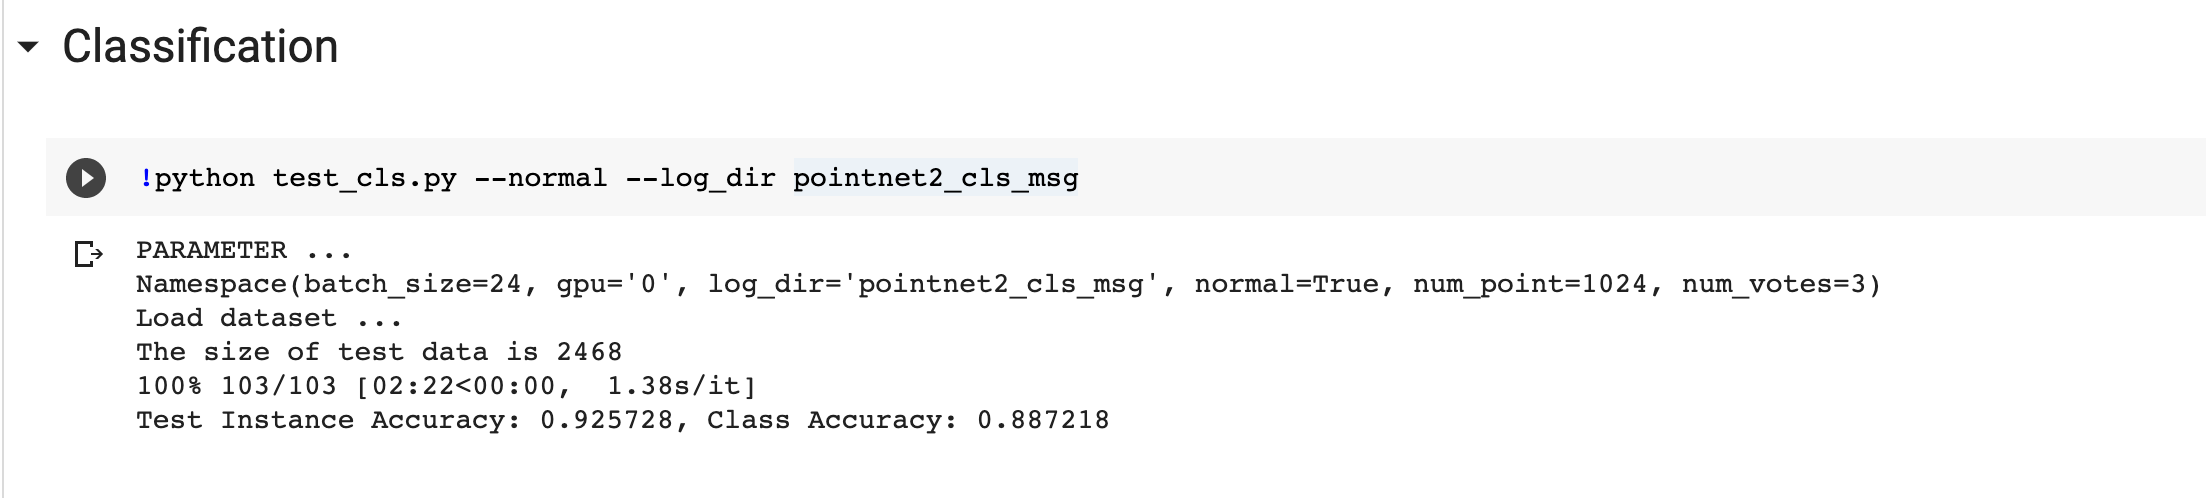 Classification
!python test_cls.py --normal --log_dir pointnet2_cls_msg
PARAMETER ...
Namespace(batch_size=24, gpu='0', log_dir='pointnet2_cls_msg', normal=True, num_point=1024, num_votes=3)
Load dataset ...
The size of test data is 2468
100% 103/103 [02:22<00:00,  1.38s/it]
Test Instance Accuracy: 0.925728, Class Accuracy: 0.887218